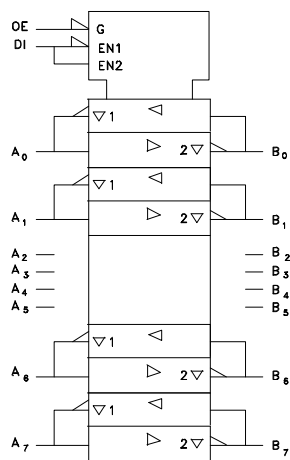 OE G
DI EN1
EN2
▽1 ◁
A0 ▷ 2▽ B0
▽1 ◁
A1 ▷ 2▽ B1
A2 B2
A3 B3
A4 B4
A5 B5
▽1 ◁
A6 ▷ 2▽ B6
▽1 ◁
A7 ▷ 2▽ B7